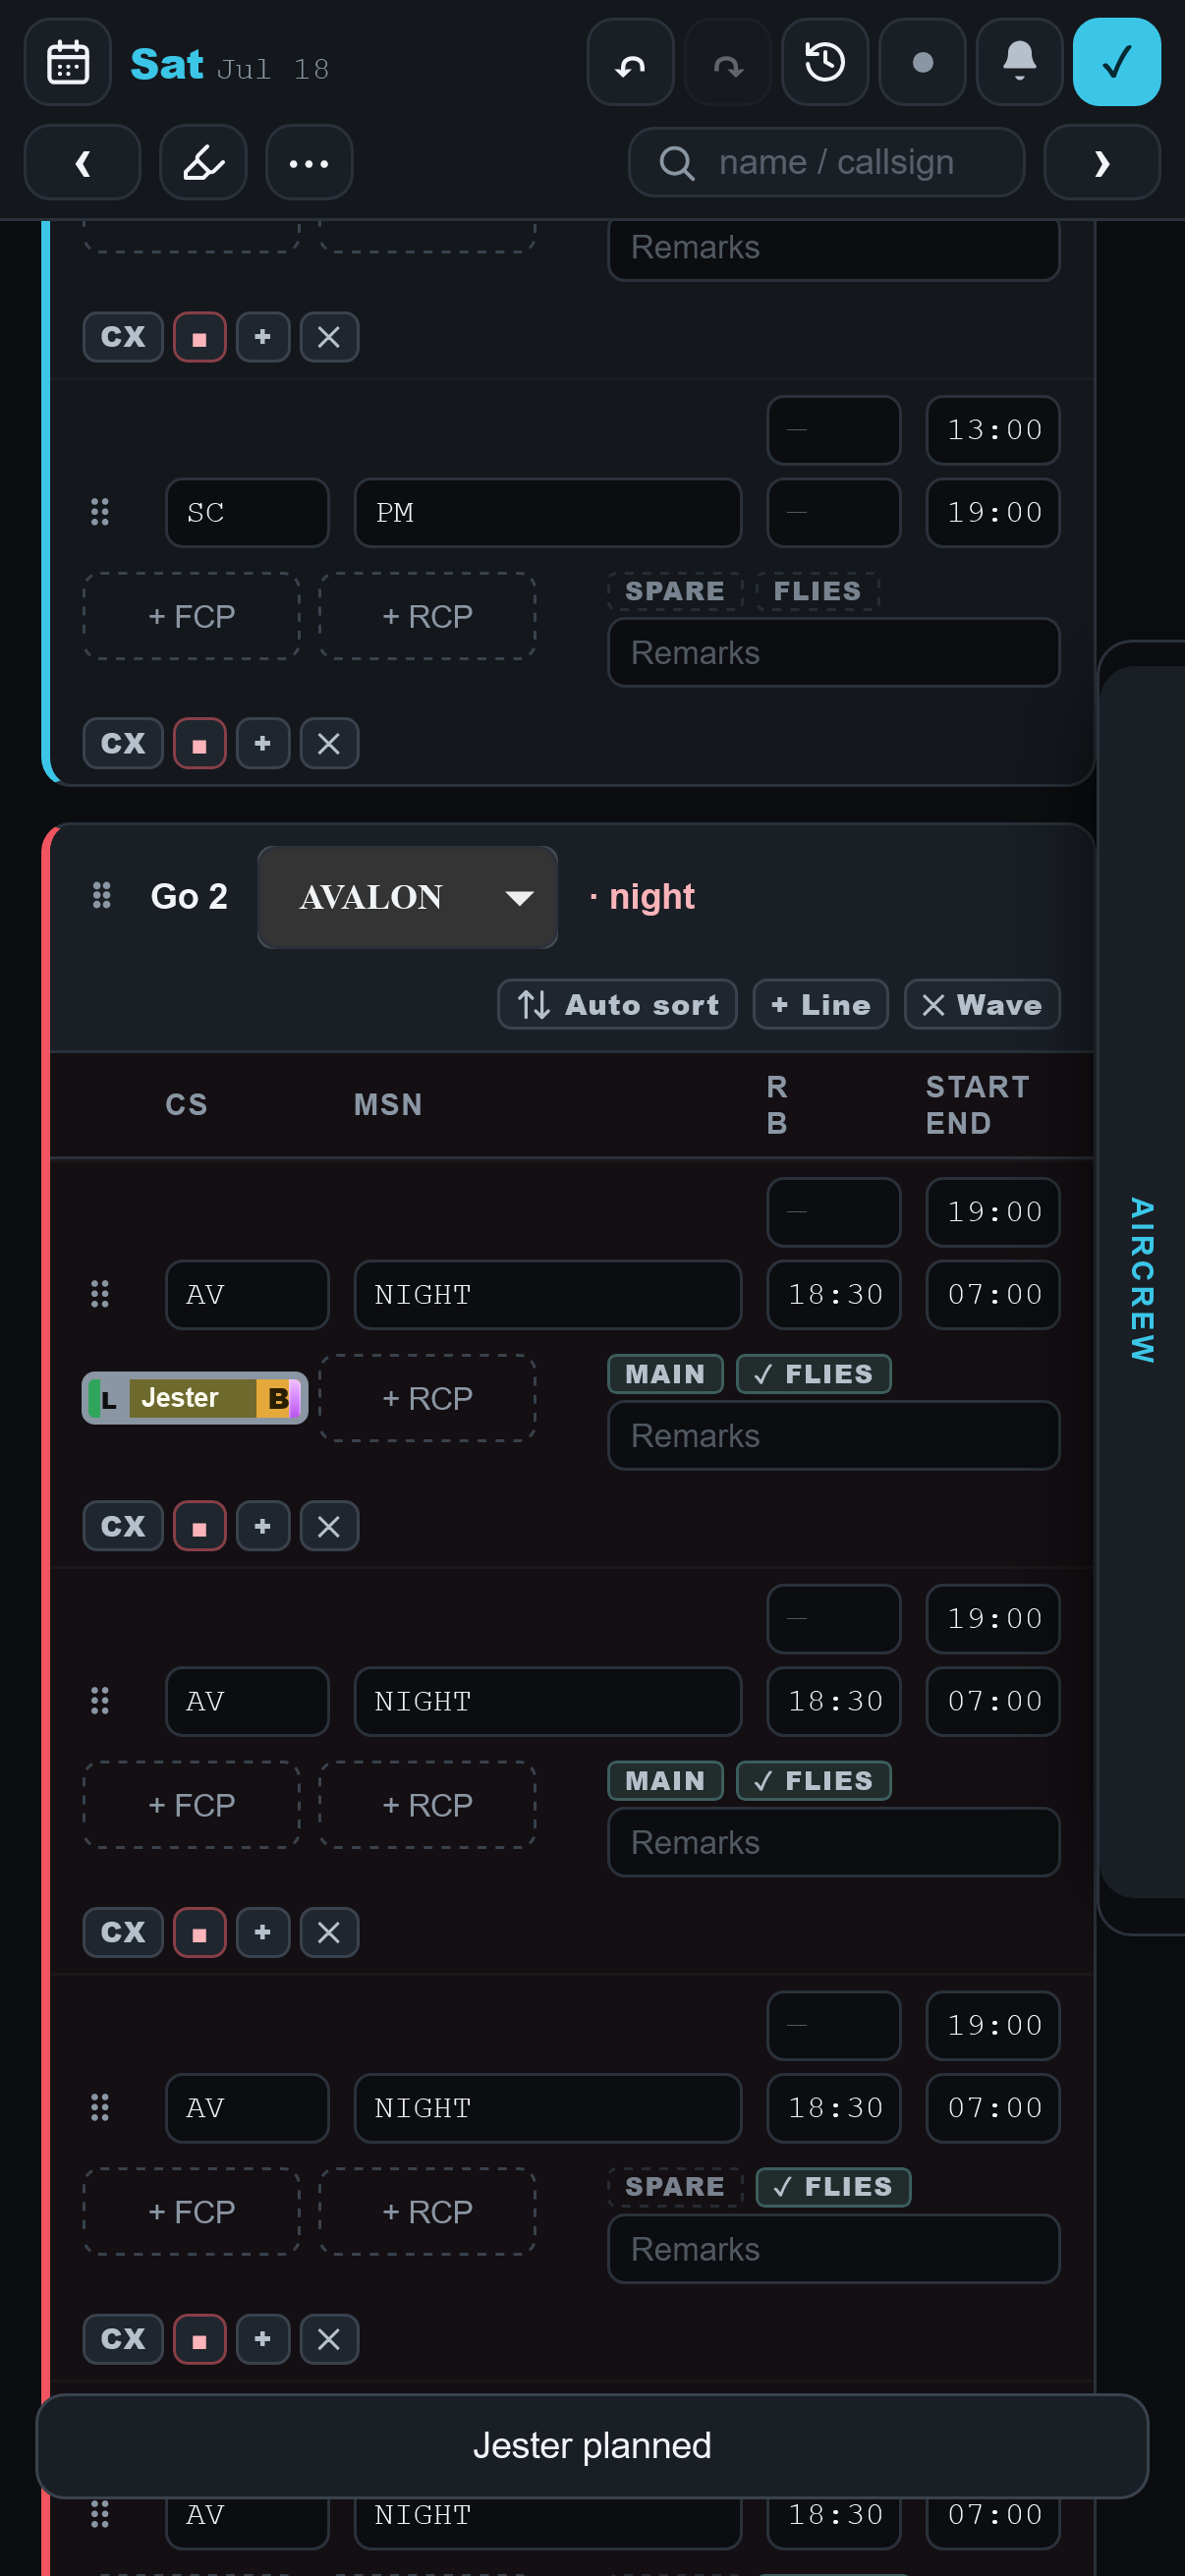 Sat Jul 18
name / callsign
Remarks
CX +
— 13:00
SC PM — 19:00
+ FCP + RCP SPARE FLIES
Remarks
CX +
Go 2 AVALON · night
Auto sort + Line × Wave
CS MSN R START
B END
— 19:00
AV NIGHT 18:30 07:00
L Jester B + RCP MAIN ✓ FLIES
Remarks
CX +
— 19:00
AV NIGHT 18:30 07:00
+ FCP + RCP MAIN ✓ FLIES
Remarks
CX +
— 19:00
AV NIGHT 18:30 07:00
+ FCP + RCP SPARE ✓ FLIES
Remarks
CX +
Jester planned
AV NIGHT 18:30 07:00
AIRCREW